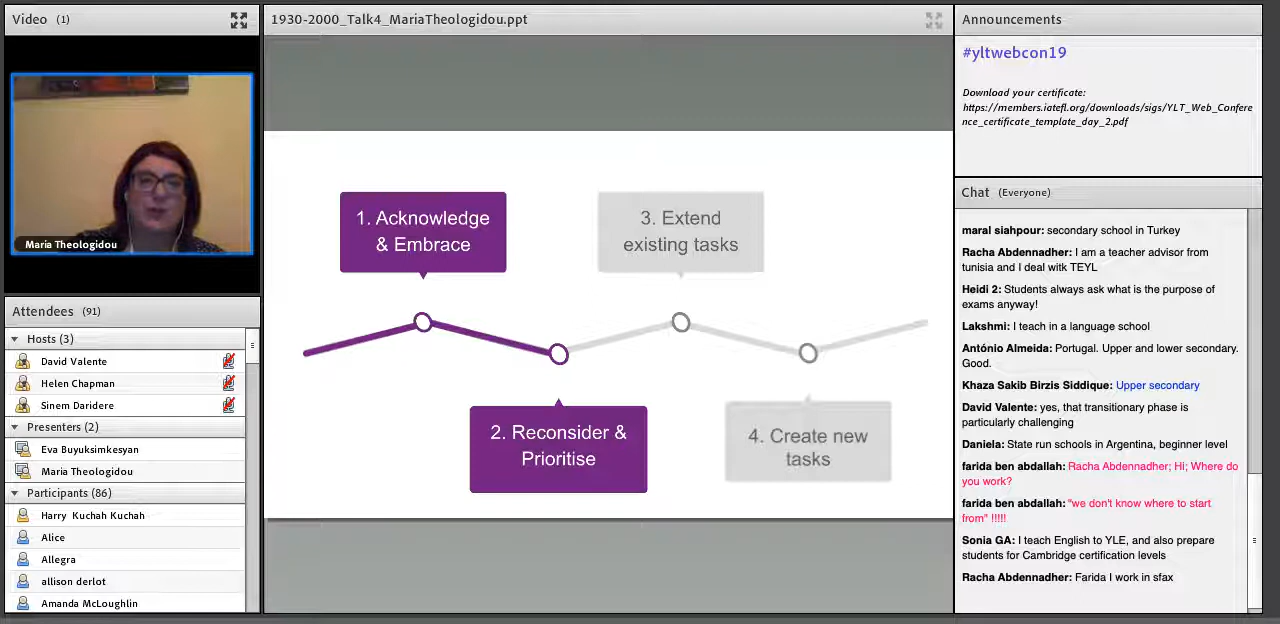 Video (1)
Maria Theologidou
Attendees (91)
Hosts (3)
David Valente
Helen Chapman
Sinem Daridere
Presenters (2)
Eva Buyuksimkesyan
Maria Theologidou
Participants (86)
Harry Kuchah Kuchah
Alice
Allegra
allison derlot
Amanda McLoughlin
1930-2000_Talk4_MariaTheologidou.ppt
1. Acknowledge
& Embrace
3. Extend
existing tasks
2. Reconsider &
Prioritise
4. Create new
tasks
Announcements
#yltwebcon19
Download your certificate:
https://members.iatefl.org/downloads/sigs/YLT_Web_Confere
nce_certificate_template_day_2.pdf
Chat (Everyone)
maral siahpour: secondary school in Turkey
Racha Abdennadher: I am a teacher advisor from
tunisia and I deal witk TEYL
Heidi 2: Students always ask what is the purpose of
exams anyway!
Lakshmi: I teach in a language school
António Almeida: Portugal. Upper and lower secondary.
Good.
Khaza Sakib Birzis Siddique: Upper secondary
David Valente: yes, that transitionary phase is
particularly challenging
Daniela: State run schools in Argentina, beginner level
farida ben abdallah: Racha Abdennadher; Hi; Where do
you work?
farida ben abdallah: "we don't know where to start
from" !!!!!
Sonia GA: I teach English to YLE, and also prepare
students for Cambridge certification levels
Racha Abdennadher: Farida I work in sfax